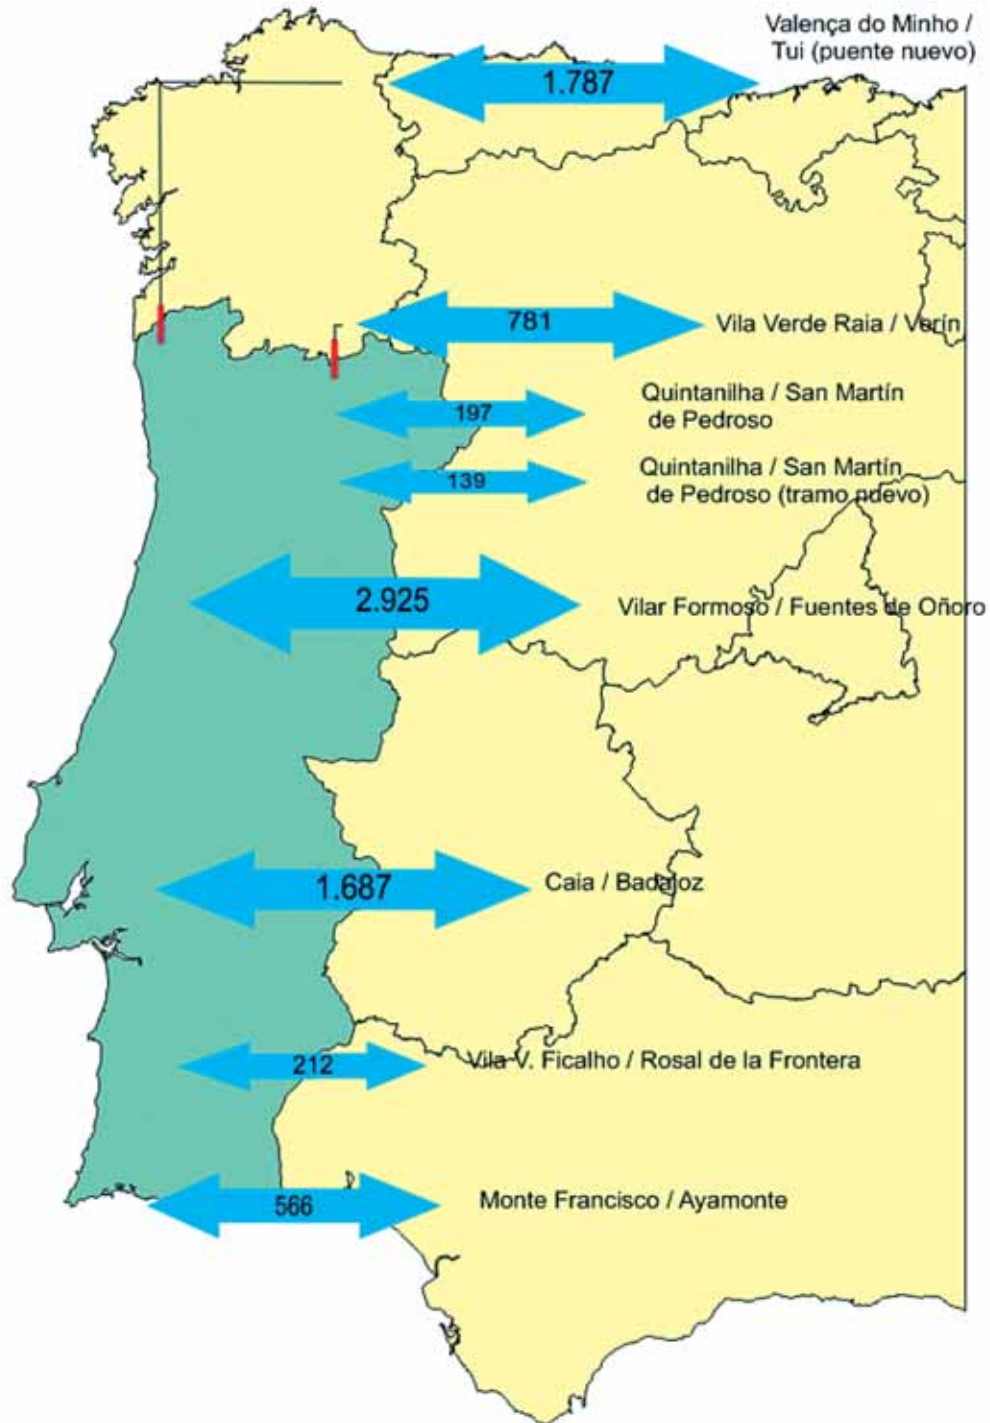 Valença do Minho /
Tui (puente nuevo)
1.787
781
Vila Verde Raia / Verín
197
Quintanilha / San Martín
de Pedroso
139
Quintanilha / San Martín
de Pedroso (tramo nuevo)
2.925
Vilar Formoso / Fuentes de Oñoro
1.687
Caia / Badajoz
212
Vila V. Ficalho / Rosal de la Frontera
566
Monte Francisco / Ayamonte